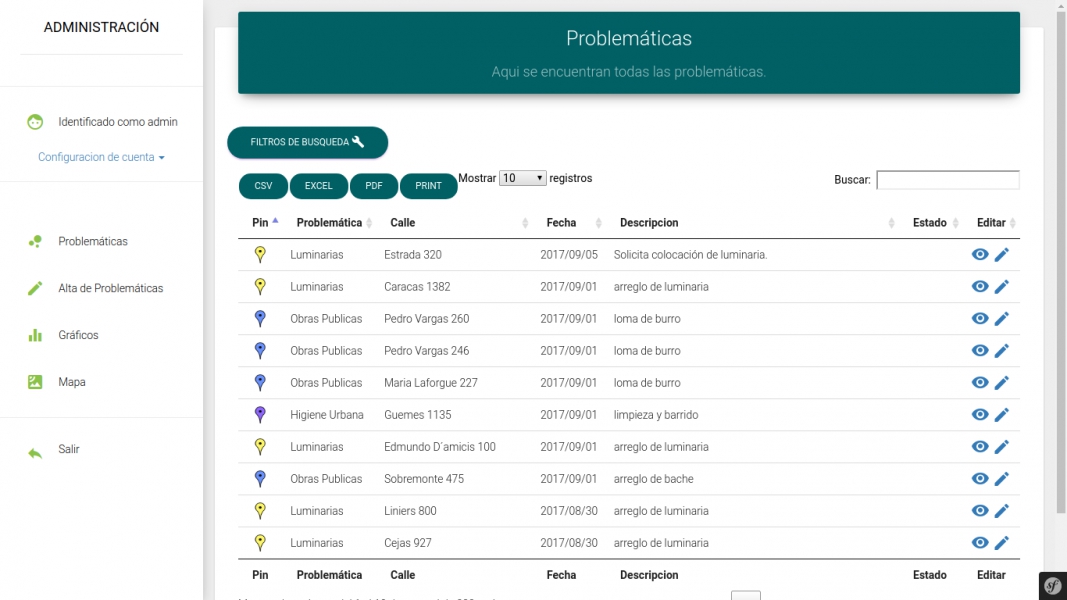 ADMINISTRACIÓN
Identificado como admin
Configuracion de cuenta
Problemáticas
Alta de Problemáticas
Gráficos
Mapa
Salir
Problemáticas
Aqui se encuentran todas las problemáticas.
FILTROS DE BUSQUEDA
CSV EXCEL PDF PRINT Mostrar 10 registros Buscar:
Pin Problemática Calle Fecha Descripcion Estado Editar
Luminarias Estrada 320 2017/09/05 Solicita colocación de luminaria.
Luminarias Caracas 1382 2017/09/01 arreglo de luminaria
Obras Publicas Pedro Vargas 260 2017/09/01 loma de burro
Obras Publicas Pedro Vargas 246 2017/09/01 loma de burro
Obras Publicas Maria Laforgue 227 2017/09/01 loma de burro
Higiene Urbana Guemes 1135 2017/09/01 limpieza y barrido
Luminarias Edmundo D´amicis 100 2017/09/01 arreglo de luminaria
Obras Publicas Sobremonte 475 2017/09/01 arreglo de bache
Luminarias Liniers 800 2017/08/30 arreglo de luminaria
Luminarias Cejas 927 2017/08/30 arreglo de luminaria
Pin Problemática Calle Fecha Descripcion Estado Editar
sf